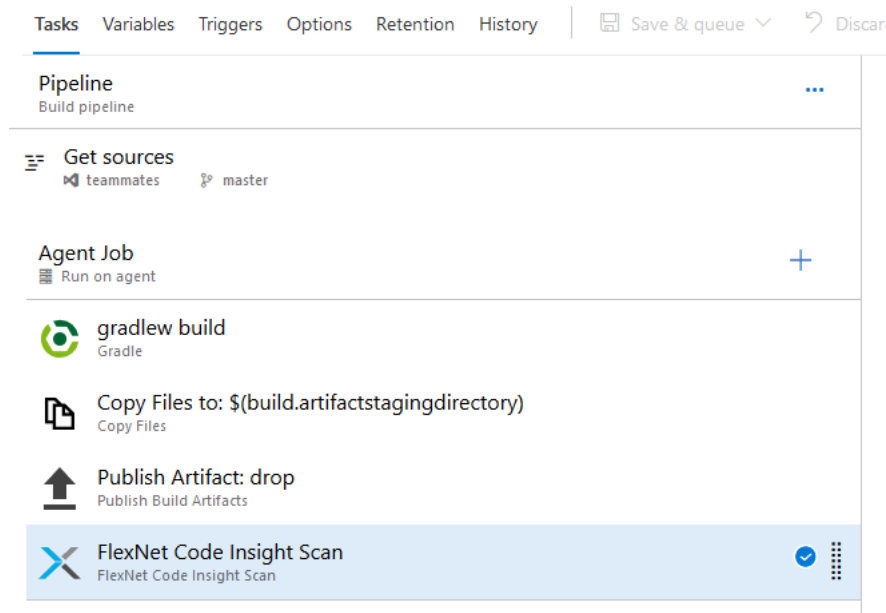 Tasks Variables Triggers Options Retention History Save & queue
Pipeline
Build pipeline
Get sources
teammates master
Agent Job
Run on agent
gradlew build
Gradle
Copy Files to: $(build.artifactstagingdirectory)
Copy Files
Publish Artifact: drop
Publish Build Artifacts
FlexNet Code Insight Scan
FlexNet Code Insight Scan